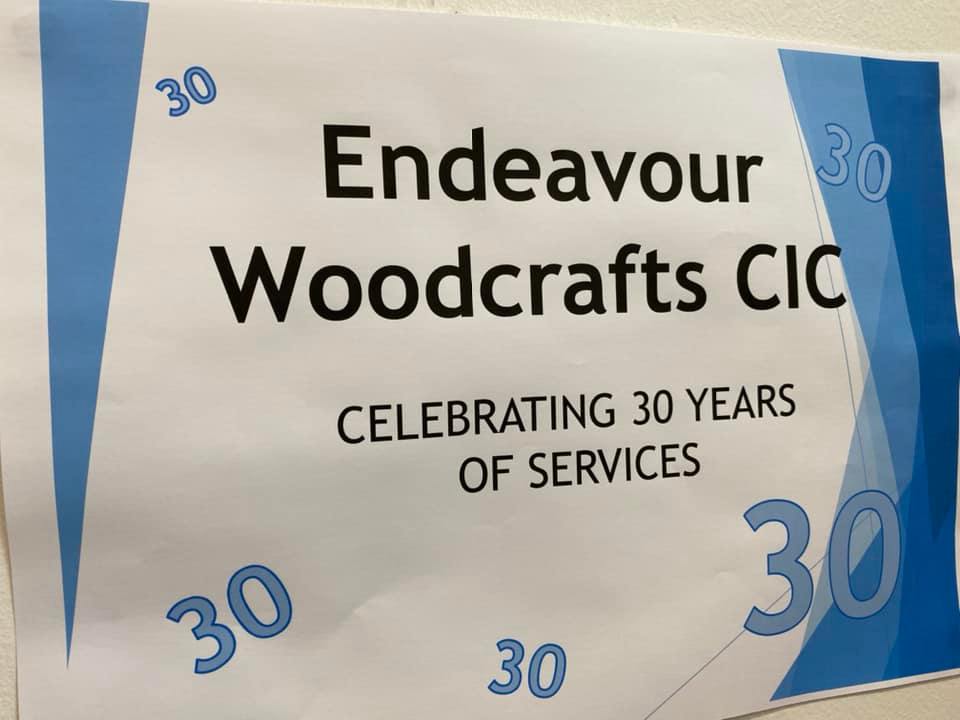 30
30
Endeavour
Woodcrafts CIC
CELEBRATING 30 YEARS
OF SERVICES
30
30
30